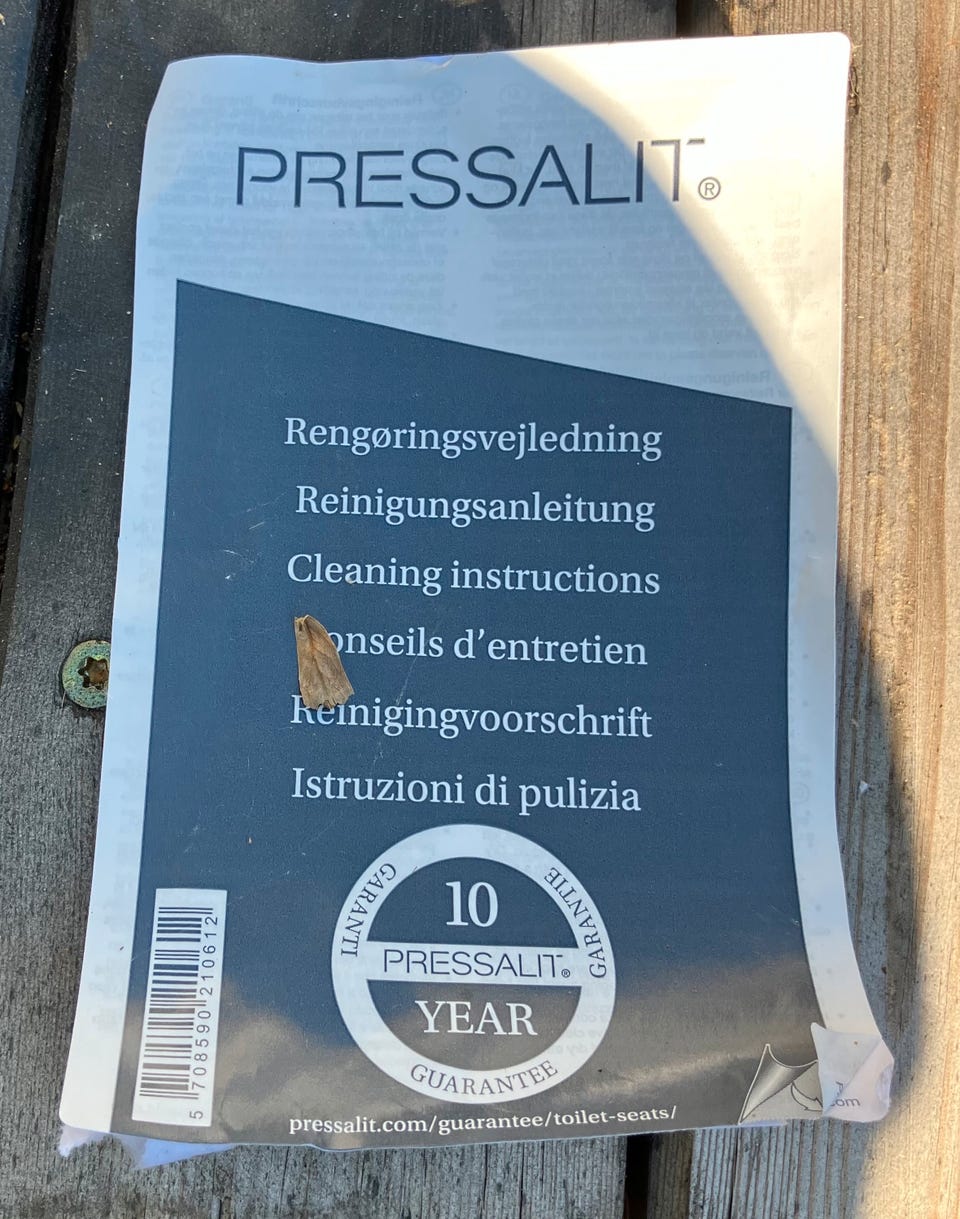 PRESSALIT®
Rengøringsvejledning
Reinigungsanleitung
Cleaning instructions
onseils d’entretien
Reinigingvoorschrift
Istruzioni di pulizia
GARANTI
GARANTIE
10
PRESSALIT®
YEAR
GUARANTEE
5 708590 210612
pressalit.com/guarantee/toilet-seats/